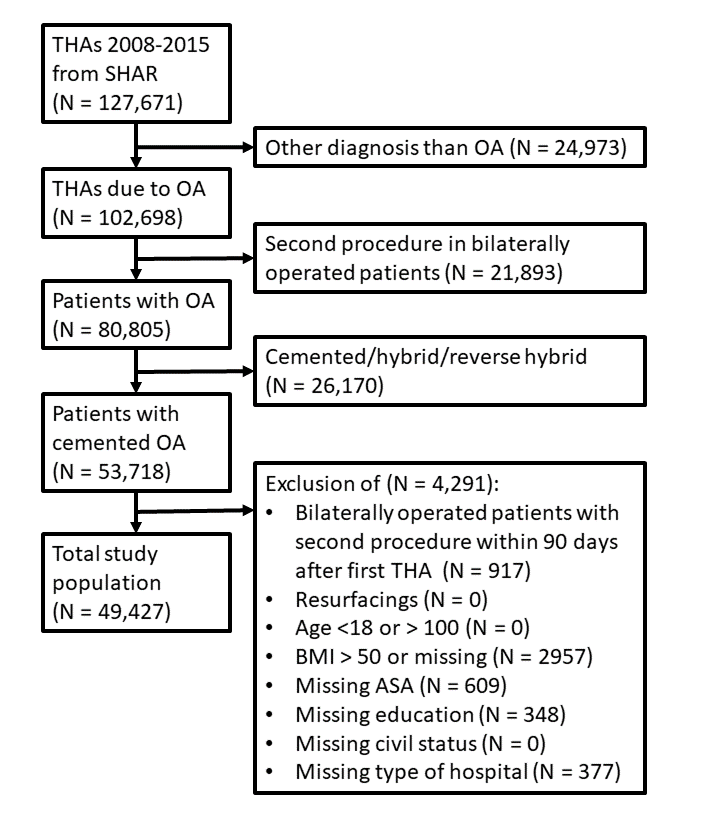 THAs 2008-2015
from SHAR
(N = 127,671)
Other diagnosis than OA (N = 24,973)
THAs due to OA
(N = 102,698)
Second procedure in bilaterally
operated patients (N = 21,893)
Patients with OA
(N = 80,805)
Cemented/hybrid/reverse hybrid
(N = 26,170)
Patients with
cemented OA
(N = 53,718)
Exclusion of (N = 4,291):
• Bilaterally operated patients with
second procedure within 90 days
after first THA (N = 917)
• Resurfacings (N = 0)
• Age <18 or > 100 (N = 0)
• BMI > 50 or missing (N = 2957)
• Missing ASA (N = 609)
• Missing education (N = 348)
• Missing civil status (N = 0)
• Missing type of hospital (N = 377)
Total study
population
(N = 49,427)